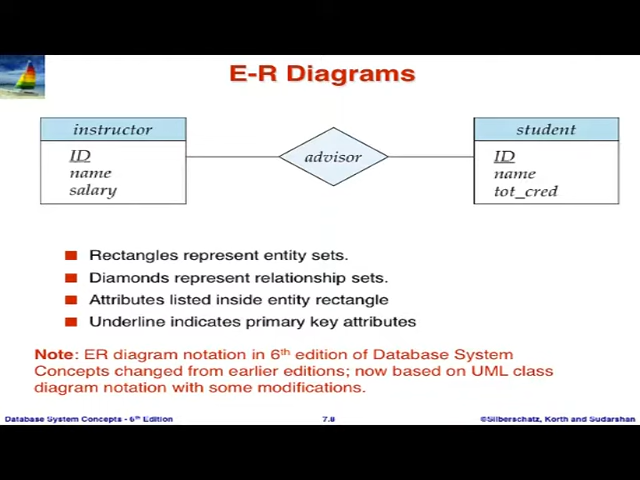 E-R Diagrams
instructor
ID
name
salary
advisor
student
ID
name
tot_cred
Rectangles represent entity sets.
Diamonds represent relationship sets.
Attributes listed inside entity rectangle
Underline indicates primary key attributes
Note: ER diagram notation in 6th edition of Database System
Concepts changed from earlier editions; now based on UML class
diagram notation with some modifications.
Database System Concepts - 6th Edition
©Silberschatz, Korth and Sudarshan